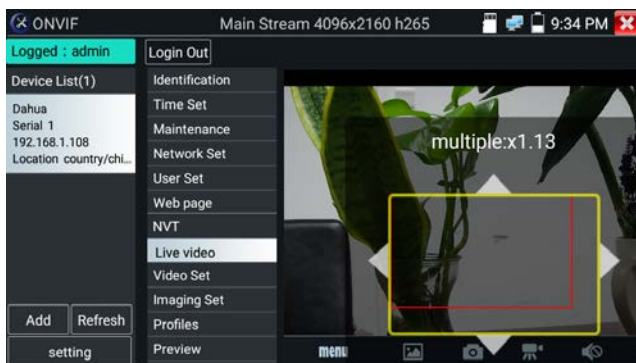 ONVIF
Main Stream 4096x2160 h265
9:34 PM
Logged : admin
Login Out
Device List(1)
Dahua
Serial 1
192.168.1.108
Location country/chi...
Add
Refresh
setting
Identification
Time Set
Maintenance
Network Set
User Set
Web page
NVT
Live video
Video Set
Imaging Set
Profiles
Preview
multiple:x1.13
menu